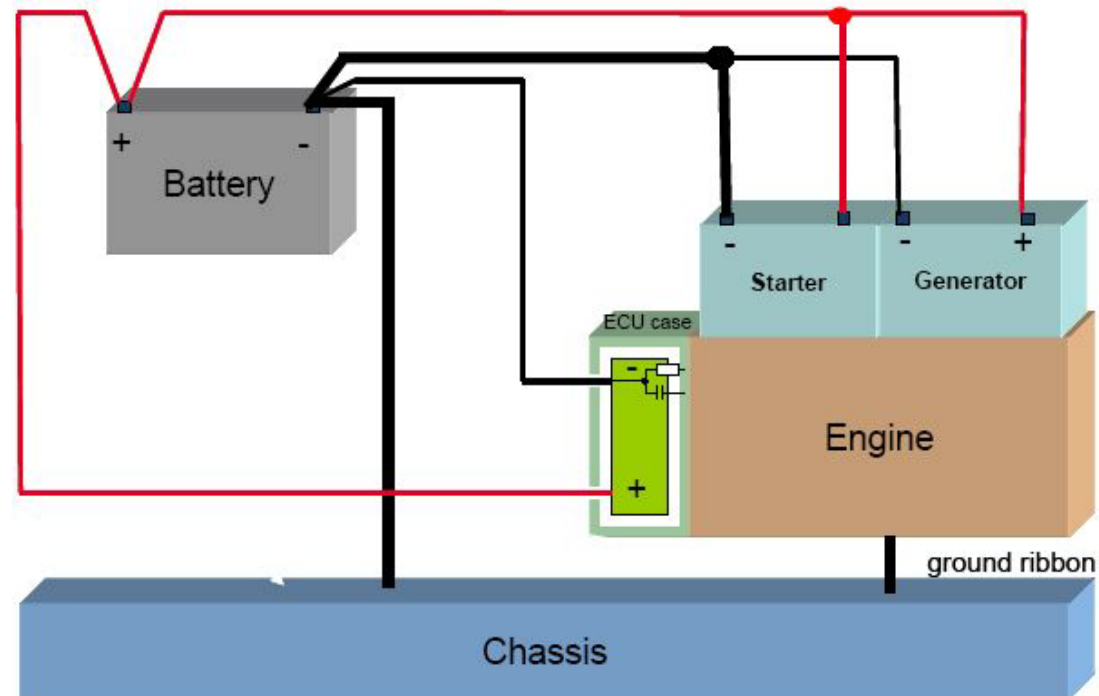 + -
Battery
- - +
Starter Generator
ECU case
-
Engine
+
ground ribbon
Chassis